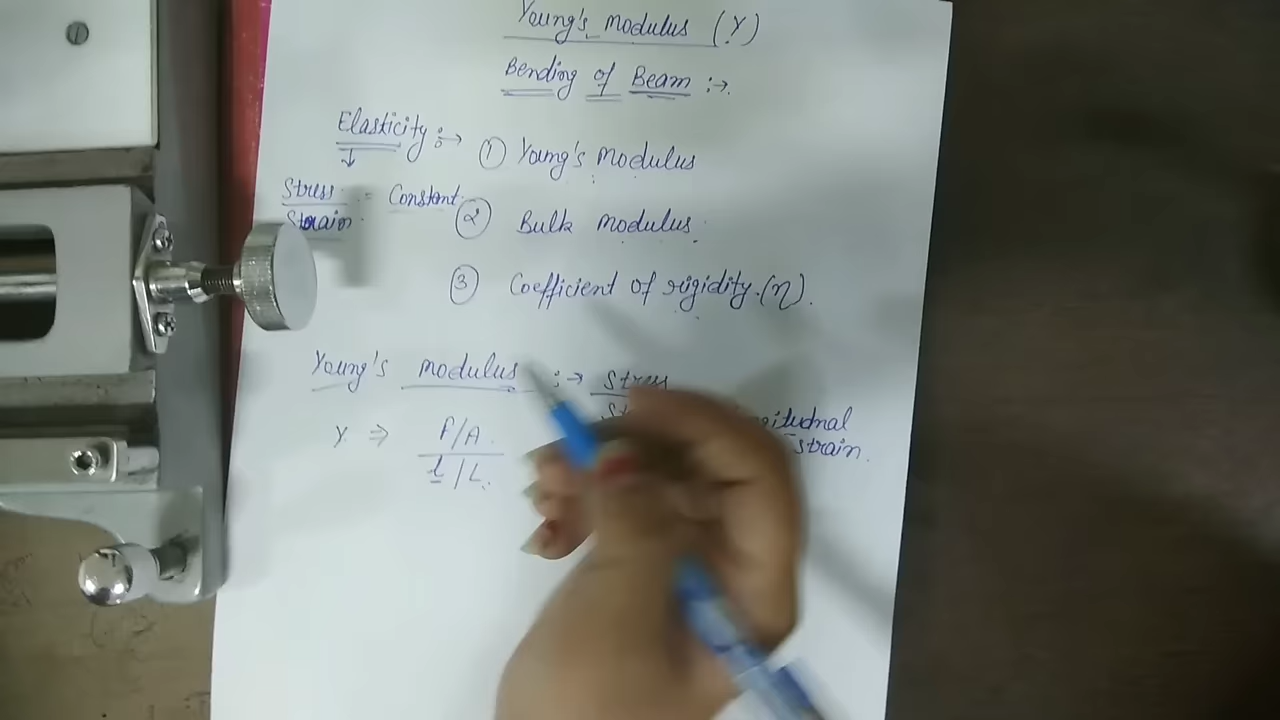 Young's modulus (Y)
Bending of Beam :→.
Elasticity :→ ① Young's Modulus
Stress / Strain = Constant.
② Bulk modulus.
③ Coefficient of rigidity.(η).
Young's modulus :→ Stress
Y ⇒ F/A.
l/L.
strain.